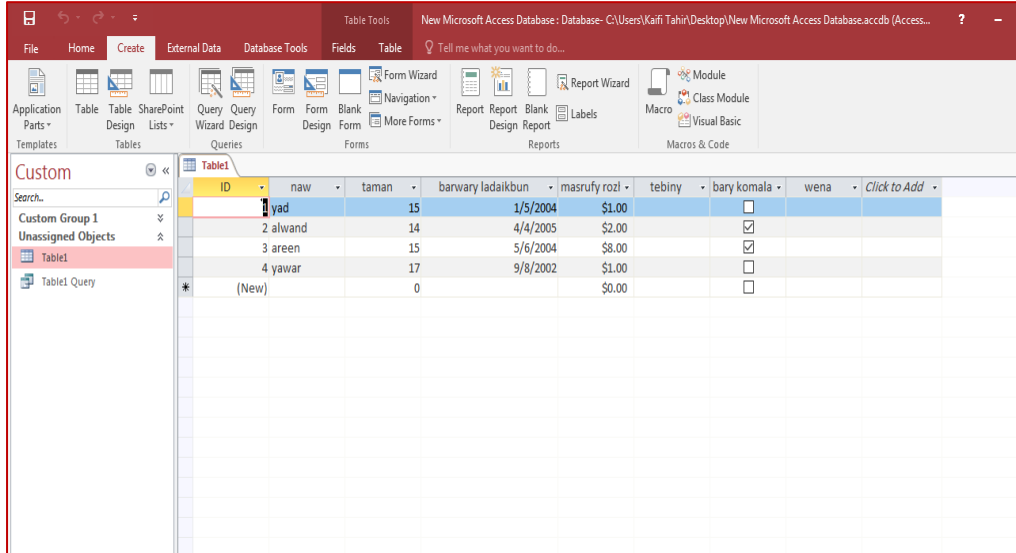 Table Tools New Microsoft Access Database : Database- C:\Users\Kaifi Tahir\Desktop\New Microsoft Access Database.accdb (Access... ? –
File Home Create External Data Database Tools Fields Table Tell me what you want to do...
Application Parts Table Table Design SharePoint Lists Query Wizard Query Design Form Form Design Blank Form Form Wizard Navigation More Forms Report Report Design Blank Report Report Wizard Labels Macro Module Class Module Visual Basic
Templates Tables Queries Forms Reports Macros & Code
Custom «
Search...
Custom Group 1
Unassigned Objects
Table1
Table1 Query
Table1
ID naw taman barwary ladaikbun masrufy rozl tebiny bary komala wena Click to Add
1 yad 15 1/5/2004 $1.00
2 alwand 14 4/4/2005 $2.00
3 areen 15 5/6/2004 $8.00
4 yawar 17 9/8/2002 $1.00
* (New) 0 $0.00